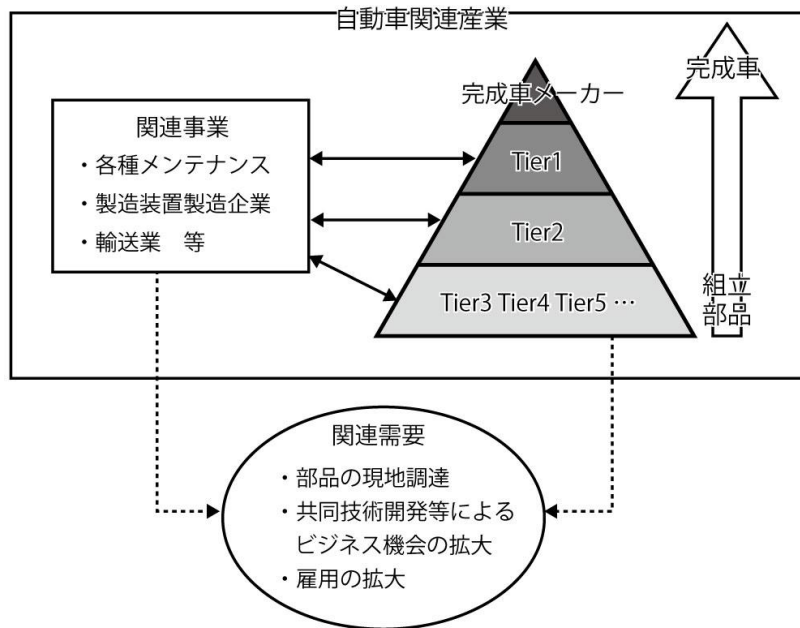 自動車関連産業
関連事業
・各種メンテナンス
・製造装置製造企業
・輸送業　等
完成車メーカー
Tier1
Tier2
Tier3 Tier4 Tier5 …
完成車
組立
部品
関連需要
・部品の現地調達
・共同技術開発等による
ビジネス機会の拡大
・雇用の拡大